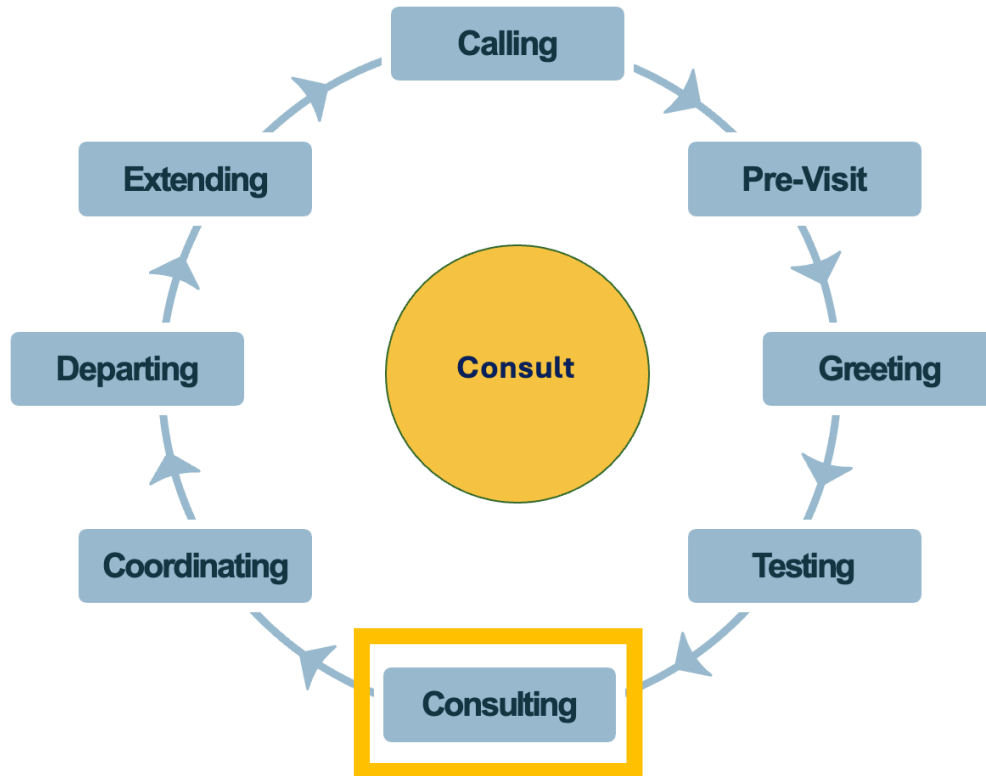 Calling
Pre-Visit
Greeting
Testing
Consulting
Coordinating
Departing
Extending
Consult